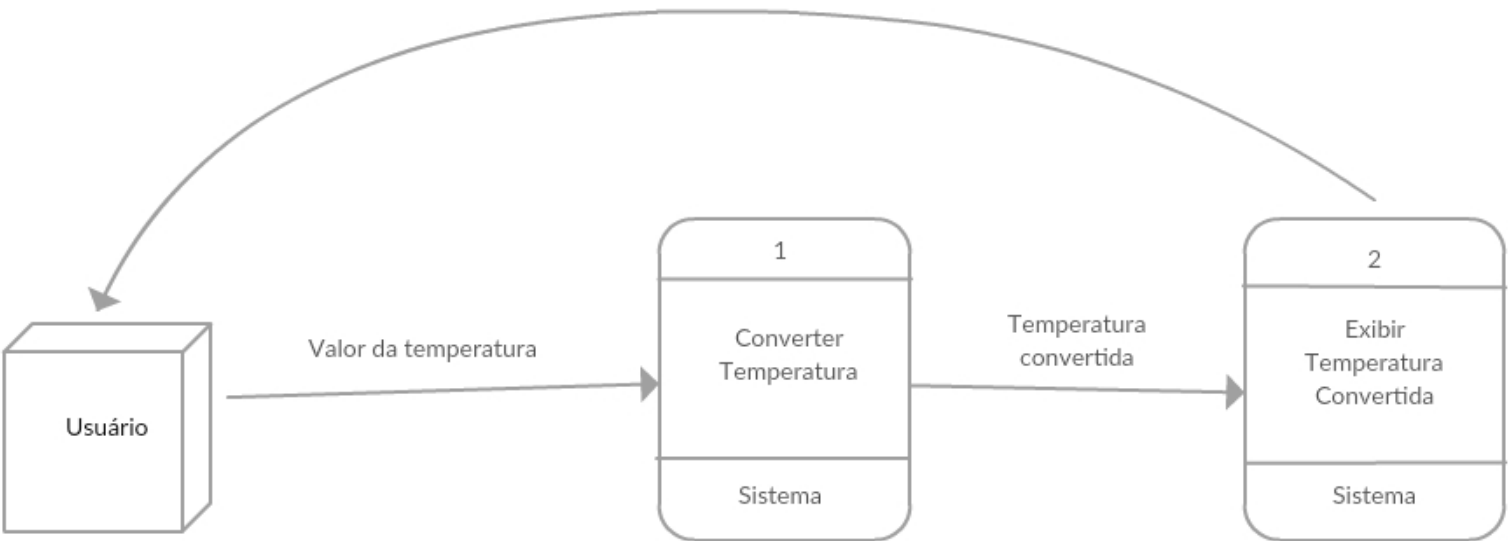 Usuário
Valor da temperatura
1
Converter
Temperatura
Sistema
Temperatura
convertida
2
Exibir
Temperatura
Convertida
Sistema